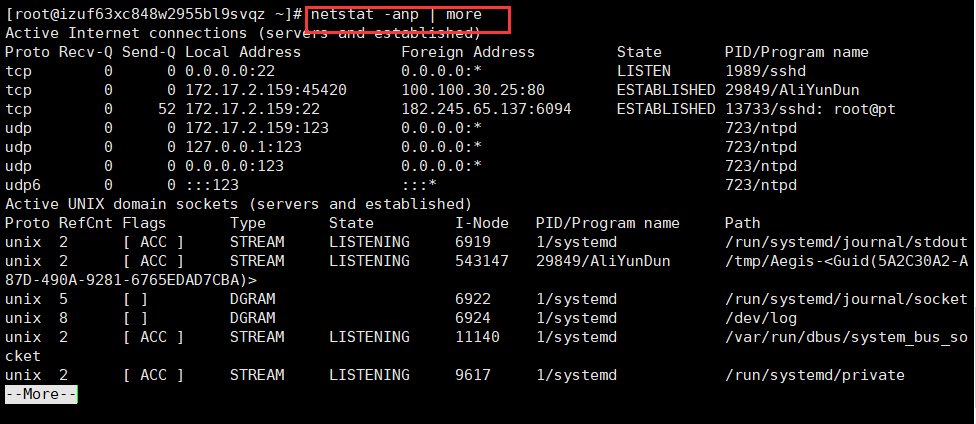 [root@izuf63xc848w2955bl9svqz ~]# netstat -anp | more
Active Internet connections (servers and established)
Proto Recv-Q Send-Q Local Address           Foreign Address         State       PID/Program name
tcp        0      0 0.0.0.0:22              0.0.0.0:*               LISTEN      1989/sshd
tcp        0      0 172.17.2.159:45420      100.100.30.25:80        ESTABLISHED 29849/AliYunDun
tcp        0     52 172.17.2.159:22         182.245.65.137:6094     ESTABLISHED 13733/sshd: root@pt
udp        0      0 172.17.2.159:123        0.0.0.0:*                           723/ntpd
udp        0      0 127.0.0.1:123           0.0.0.0:*                           723/ntpd
udp        0      0 0.0.0.0:123             0.0.0.0:*                           723/ntpd
udp6       0      0 :::123                  :::*                                723/ntpd
Active UNIX domain sockets (servers and established)
Proto RefCnt Flags       Type       State         I-Node   PID/Program name     Path
unix  2      [ ACC ]     STREAM     LISTENING     6919     1/systemd            /run/systemd/journal/stdout
unix  2      [ ACC ]     STREAM     LISTENING     543147   29849/AliYunDun      /tmp/Aegis-<Guid(5A2C30A2-A
87D-490A-9281-6765EDAD7CBA)>
unix  5      [ ]         DGRAM                    6922     1/systemd            /run/systemd/journal/socket
unix  8      [ ]         DGRAM                    6924     1/systemd            /dev/log
unix  2      [ ACC ]     STREAM     LISTENING     11140    1/systemd            /var/run/dbus/system_bus_so
cket
unix  2      [ ACC ]     STREAM     LISTENING     9617     1/systemd            /run/systemd/private
--More--